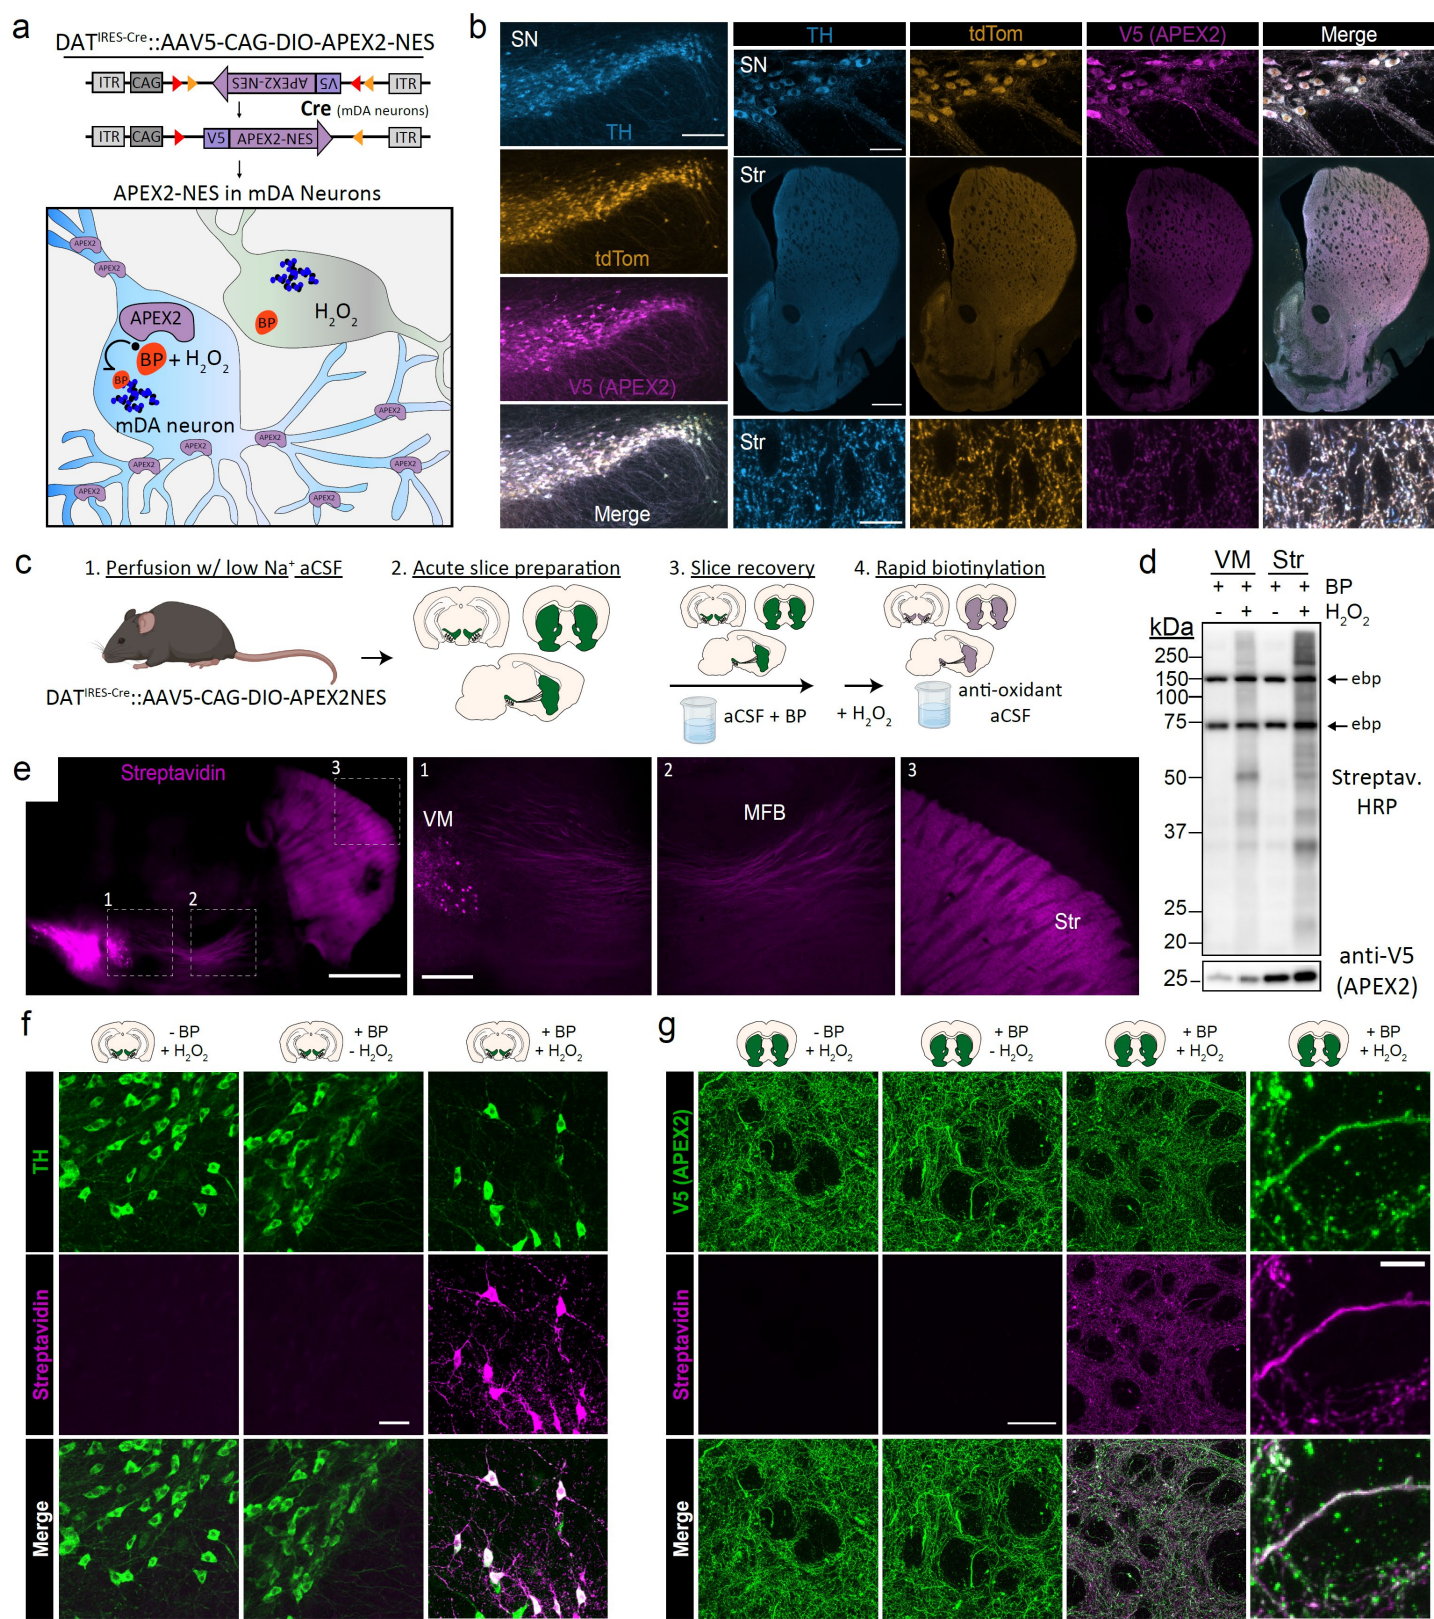 a
DAT^IRES-Cre::AAV5-CAG-DIO-APEX2-NES
ITR CAG APEX2-NES V5 ITR
Cre (mDA neurons)
ITR CAG V5 APEX2-NES ITR
APEX2-NES in mDA Neurons
APEX2
APEX2
APEX2
BP + H₂O₂
BP
mDA neuron
BP
H₂O₂
APEX2
APEX2
APEX2
APEX2
APEX2
APEX2
APEX2
APEX2
b
SN
TH
tdTom
V5 (APEX2)
Merge
TH tdTom V5 (APEX2) Merge
SN
Str
Str
c
1. Perfusion w/ low Na⁺ aCSF
DAT^IRES-Cre::AAV5-CAG-DIO-APEX2NES
2. Acute slice preparation
3. Slice recovery
aCSF + BP
+ H₂O₂
4. Rapid biotinylation
anti-oxidant
aCSF
d
VM Str
+ + + + BP
- + - + H₂O₂
kDa
250
150
100
75
50
37
25
20
25
ebp
ebp
Streptav.
HRP
anti-V5
(APEX2)
e
Streptavidin
1
2
3
1
VM
2
MFB
3
Str
f
- BP
+ H₂O₂
+ BP
- H₂O₂
+ BP
+ H₂O₂
TH
Streptavidin
Merge
g
- BP
+ H₂O₂
+ BP
- H₂O₂
+ BP
+ H₂O₂
+ BP
+ H₂O₂
V5 (APEX2)
Streptavidin
Merge